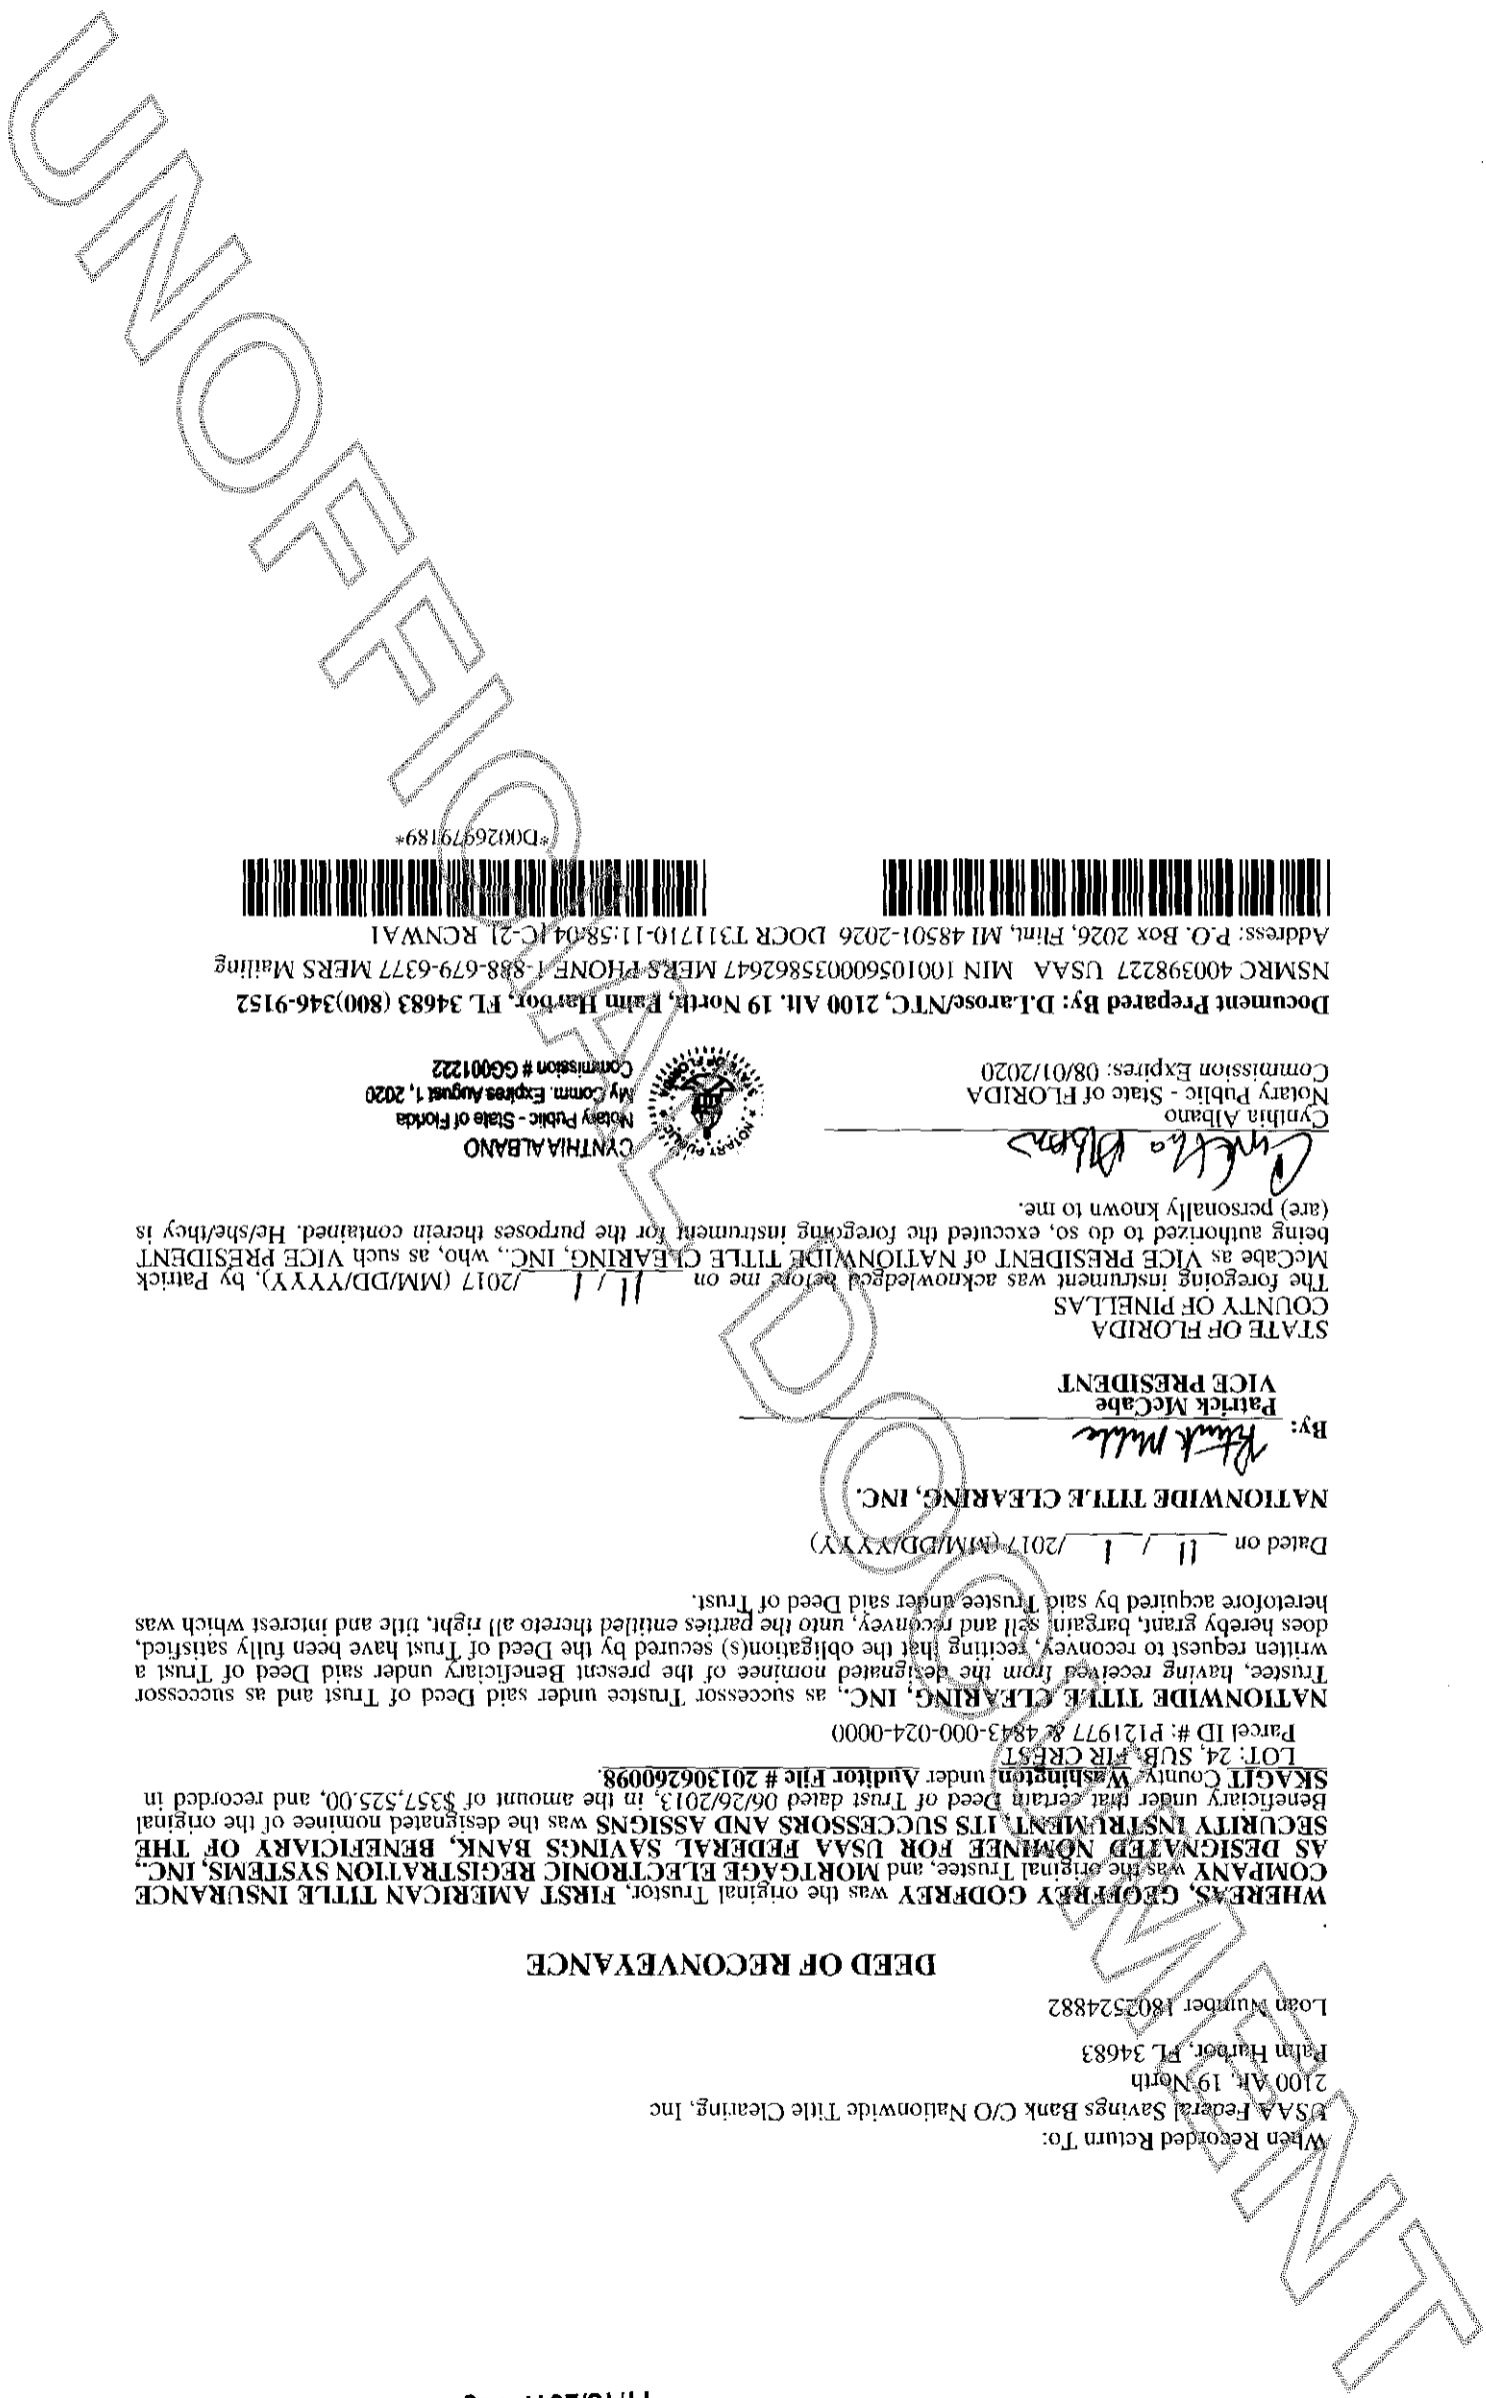 When Recorded Return To:
USAA Federal Savings Bank C/O Nationwide Title Clearing, Inc
2100 Alt. 19 North
Palm Harbor, FL 34683
Loan Number 1802524882
DEED OF RECONVEYANCE
WHEREAS, GEOFFREY GODFREY was the original Trustor, FIRST AMERICAN TITLE INSURANCE
COMPANY was the original Trustee, and MORTGAGE ELECTRONIC REGISTRATION SYSTEMS, INC.,
AS DESIGNATED NOMINEE FOR USAA FEDERAL SAVINGS BANK, BENEFICIARY OF THE
SECURITY INSTRUMENT, ITS SUCCESSORS AND ASSIGNS was the designated nominee of the original
Beneficiary under that certain Deed of Trust dated 06/26/2013, in the amount of $357,525.00, and recorded in
SKAGIT County, Washington under Auditor File # 201306260098.
LOT: 24, SUB: FIR CREST
Parcel ID #: P121977 & 4843-000-024-0000
NATIONWIDE TITLE CLEARING, INC., as successor Trustee under said Deed of Trust and as successor
Trustee, having received from the designated nominee of the present Beneficiary under said Deed of Trust a
written request to reconvey, reciting that the obligation(s) secured by the Deed of Trust have been fully satisfied,
does hereby grant, bargain, sell and reconvey, unto the parties entitled thereto all right, title and interest which was
heretofore acquired by said Trustee under said Deed of Trust.
Dated on 11 / 1 /2017 (MM/DD/YYYY)
NATIONWIDE TITLE CLEARING, INC.
By:
Patrick McCabe
VICE PRESIDENT
STATE OF FLORIDA
COUNTY OF PINELLAS
The foregoing instrument was acknowledged before me on 11 / 1 /2017 (MM/DD/YYYY), by Patrick
McCabe as VICE PRESIDENT of NATIONWIDE TITLE CLEARING, INC., who, as such VICE PRESIDENT
being authorized to do so, executed the foregoing instrument for the purposes therein contained. He/she/they is
(are) personally known to me.
Cynthia Albano
Cynthia Albano
Notary Public - State of FLORIDA
Commission Expires: 08/01/2020
NOTARY PUBLIC
STATE OF FLORIDA
CYNTHIA ALBANO
Notary Public - State of Florida
My Comm. Expires August 1, 2020
Commission # GG001222
Document Prepared By: D.Larose/NTC, 2100 Alt. 19 North, Palm Harbor, FL 34683 (800)346-9152
NSMRC 400398227 USAA MIN 100105600035862647 MERS PHONE 1-888-679-6377 MERS Mailing
Address: P.O. Box 2026, Flint, MI 48501-2026 DOCR T311710-11:58:04 [C-2] RCNWA1
*D0026979189*
UNOFFICIAL DOCUMENT